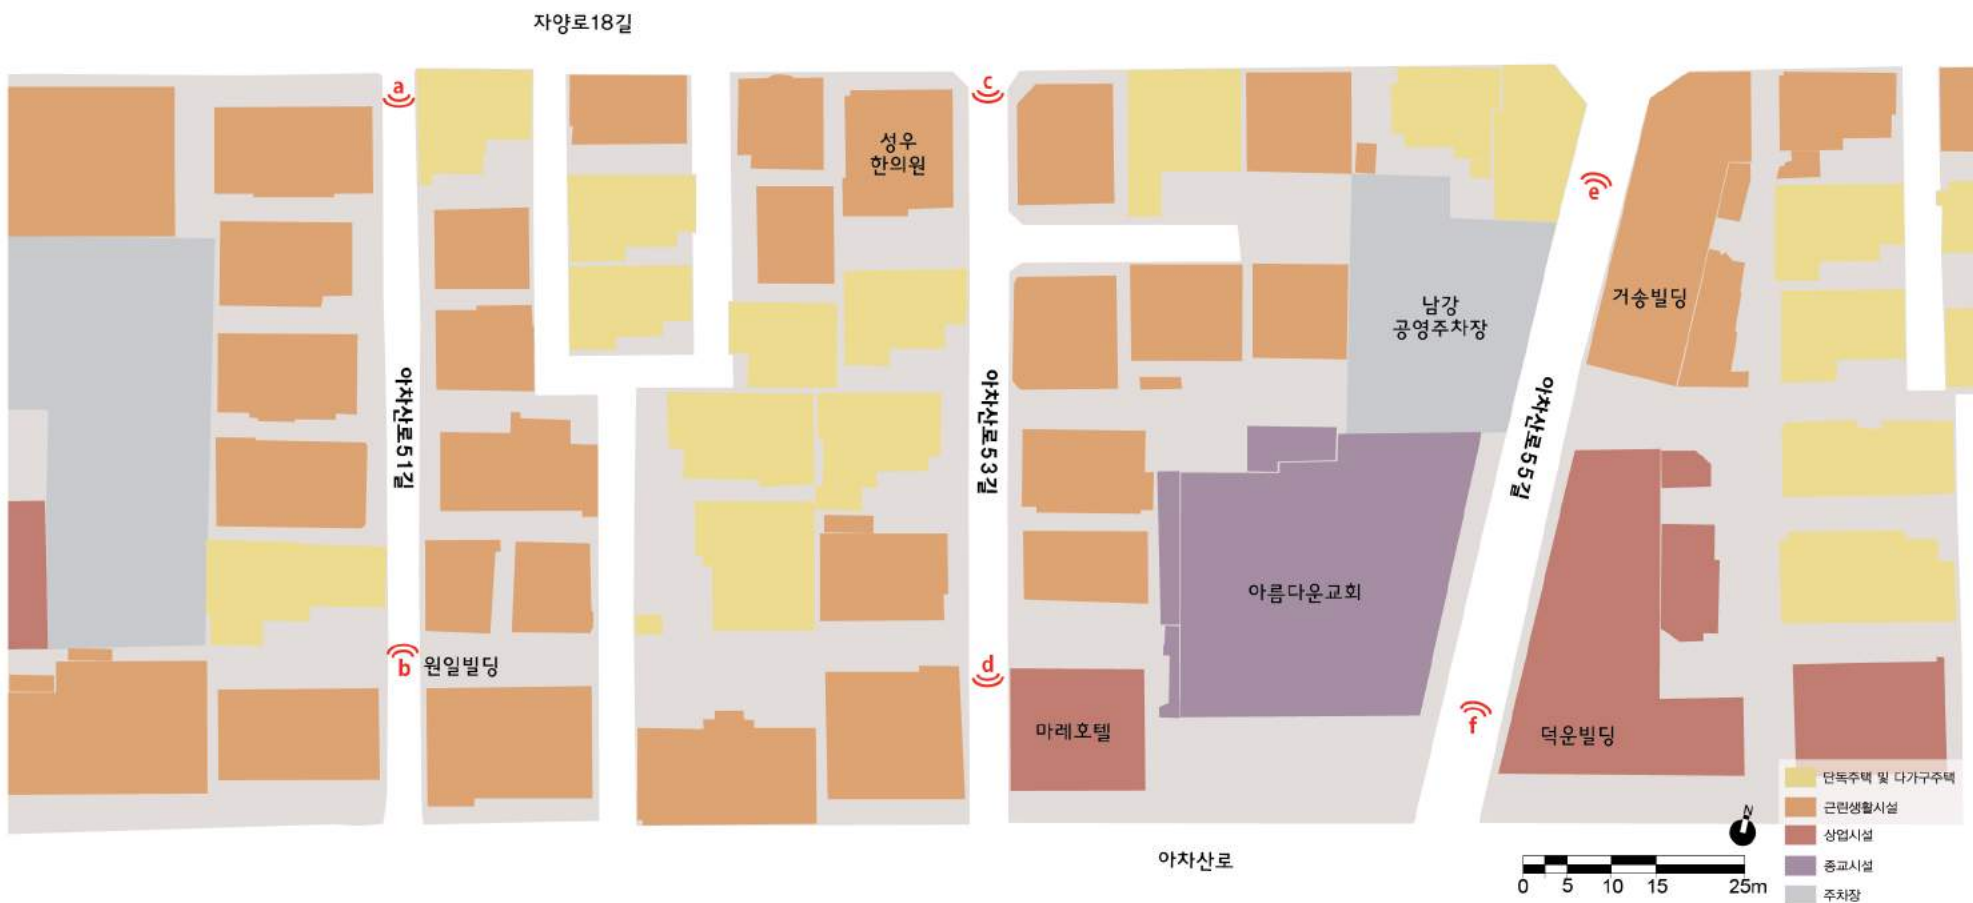 자양로18길
a
c
성우
한의원
e
거송빌딩
남강
공영주차장
아차산로51길
아차산로53길
아차산로55길
아름다운교회
b
원일빌딩
d
f
마레호텔
덕운빌딩
아차산로
N
0 5 10 15 25m
단독주택 및 다가구주택
근린생활시설
상업시설
종교시설
주차장